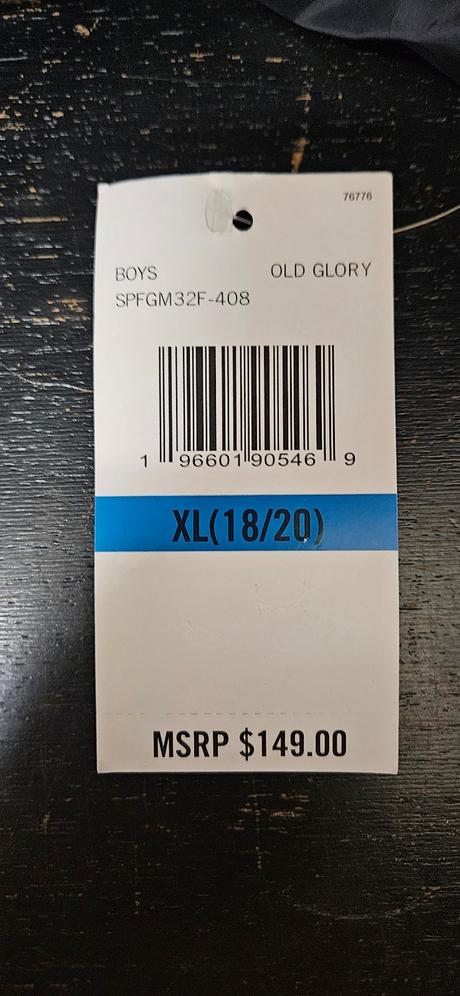 76776
BOYS OLD GLORY
SPFGM32F-408
1 96601 90546 9
XL(18/20)
MSRP $149.00